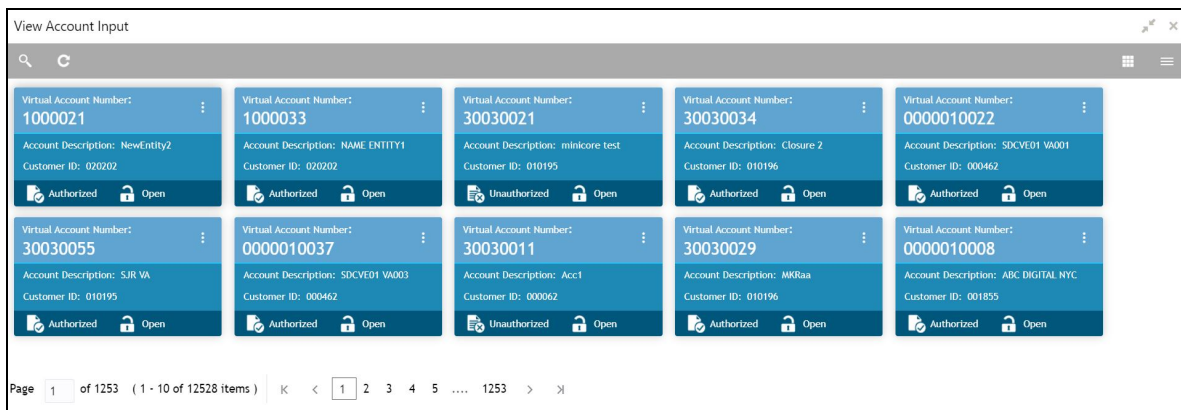 View Account Input
Virtual Account Number:
1000021
Account Description: NewEntity2
Customer ID: 020202
Authorized Open
Virtual Account Number:
1000033
Account Description: NAME ENTITY1
Customer ID: 020202
Authorized Open
Virtual Account Number:
30030021
Account Description: minicore test
Customer ID: 010195
Unauthorized Open
Virtual Account Number:
30030034
Account Description: Closure 2
Customer ID: 010196
Authorized Open
Virtual Account Number:
0000010022
Account Description: SDCVE01 VA001
Customer ID: 000462
Authorized Open
Virtual Account Number:
30030055
Account Description: SJR VA
Customer ID: 010195
Authorized Open
Virtual Account Number:
0000010037
Account Description: SDCVE01 VA003
Customer ID: 000462
Authorized Open
Virtual Account Number:
30030011
Account Description: Acc1
Customer ID: 000062
Unauthorized Open
Virtual Account Number:
30030029
Account Description: MKRaa
Customer ID: 010196
Authorized Open
Virtual Account Number:
0000010008
Account Description: ABC DIGITAL NYC
Customer ID: 001855
Authorized Open
Page 1 of 1253 ( 1 - 10 of 12528 items ) 1 2 3 4 5 .... 1253